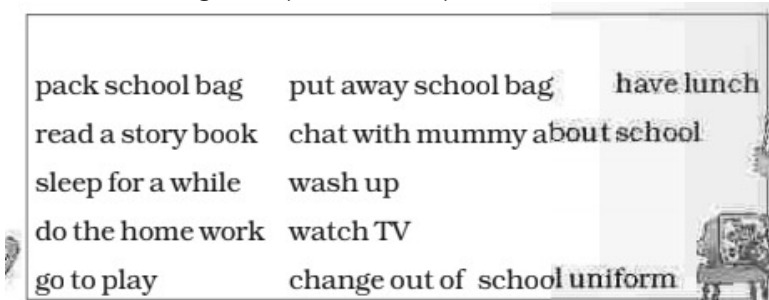 pack school bag put away school bag have lunch
read a story book chat with mummy about school
sleep for a while wash up
do the home work watch TV
go to play change out of school uniform